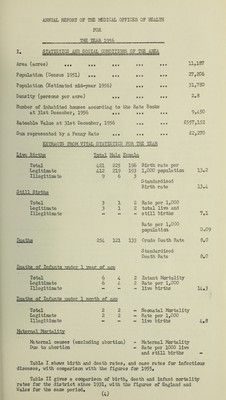 ANNUAL REPORT OF THE MEDICAL OFFICER OF HEALTH
FOR
THE YEAR 1956
I. STATISTICS AND SOCIAL CONDITIONS OF THE AREA
Area (acres) ... ... ... ... ... 11,187
Population (Census 1951) ... ... ... ... 27,206
Population (Estimated mid-year 1956) ... ... 31,720
Density (persons per acre) ... ... ... 2.8
Number of inhabited houses according to the Rate Books
at 31st December, 1956 ... ... ... 9,450
Rateable Value at 31st December, 1956 ... ... £557,152
Sum represented by a Penny Rate ... ... £2,270
EXTRACTS FROM VITAL STATISTICS FOR THE YEAR
Live Births Total Male Female
Total 421 225 196 Birth rate per
Legitimate 412 219 193 1,000 population 13.2
Illegitimate 9 6 3
Standardised
Birth rate 13.4
Still Births
Total 3 1 2 Rate per 1,000
Legitimate 3 1 2 total live and
Illegitimate - - - still births 7.1
Rate per 1,000
population 0.09
Deaths 254 121 133 Crude Death Rate 8.0
Standardised
Death Rate 8.0
Deaths of Infants under 1 year of age
Total 6 4 2 Infant Mortality
Legitimate 6 4 2 Rate per 1,000
Illegitimate - - - live births 14.3
Deaths of Infants under 1 month of age
Total 2 2 - Neonatal Mortality
Legitimate 2 2 - Rate per 1,000
Illegitimate - - - live births 4.8
Maternal Mortality
Maternal causes (excluding abortion) - Maternal Mortality
Due to abortion - Rate per 1000 live
and still births -
Table I shows birth and death rates, and case rates for infectious
diseases, with comparison with the figures for 1955.
Table II gives a comparison of birth, death and infant mortality
rates for the district since 1931, with the figures of England and
Wales for the same period.
(4)